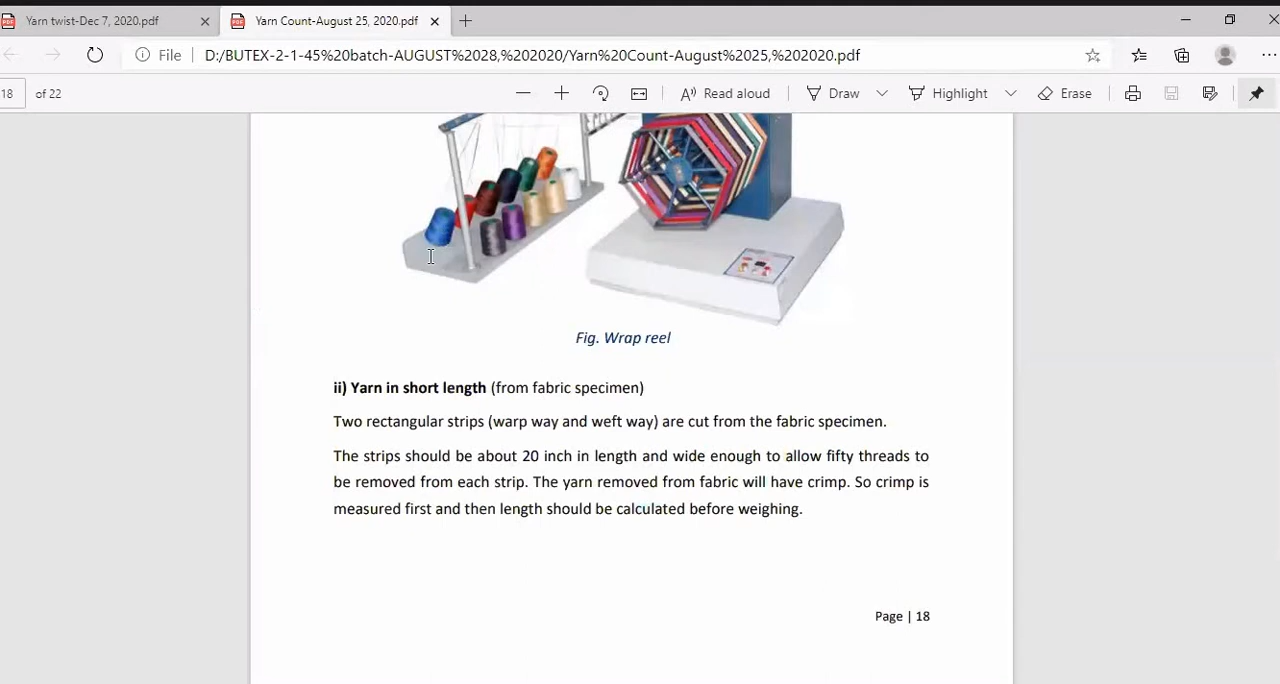 Yarn twist-Dec 7, 2020.pdf
Yarn Count-August 25, 2020.pdf
File
D:/BUTEX-2-1-45%20batch-AUGUST%2028,%202020/Yarn%20Count-August%2025,%202020.pdf
18
of 22
Read aloud
Draw
Highlight
Erase
Fig. Wrap reel
ii) Yarn in short length (from fabric specimen)
Two rectangular strips (warp way and weft way) are cut from the fabric specimen.
The strips should be about 20 inch in length and wide enough to allow fifty threads to
be removed from each strip. The yarn removed from fabric will have crimp. So crimp is
measured first and then length should be calculated before weighing.
Page | 18